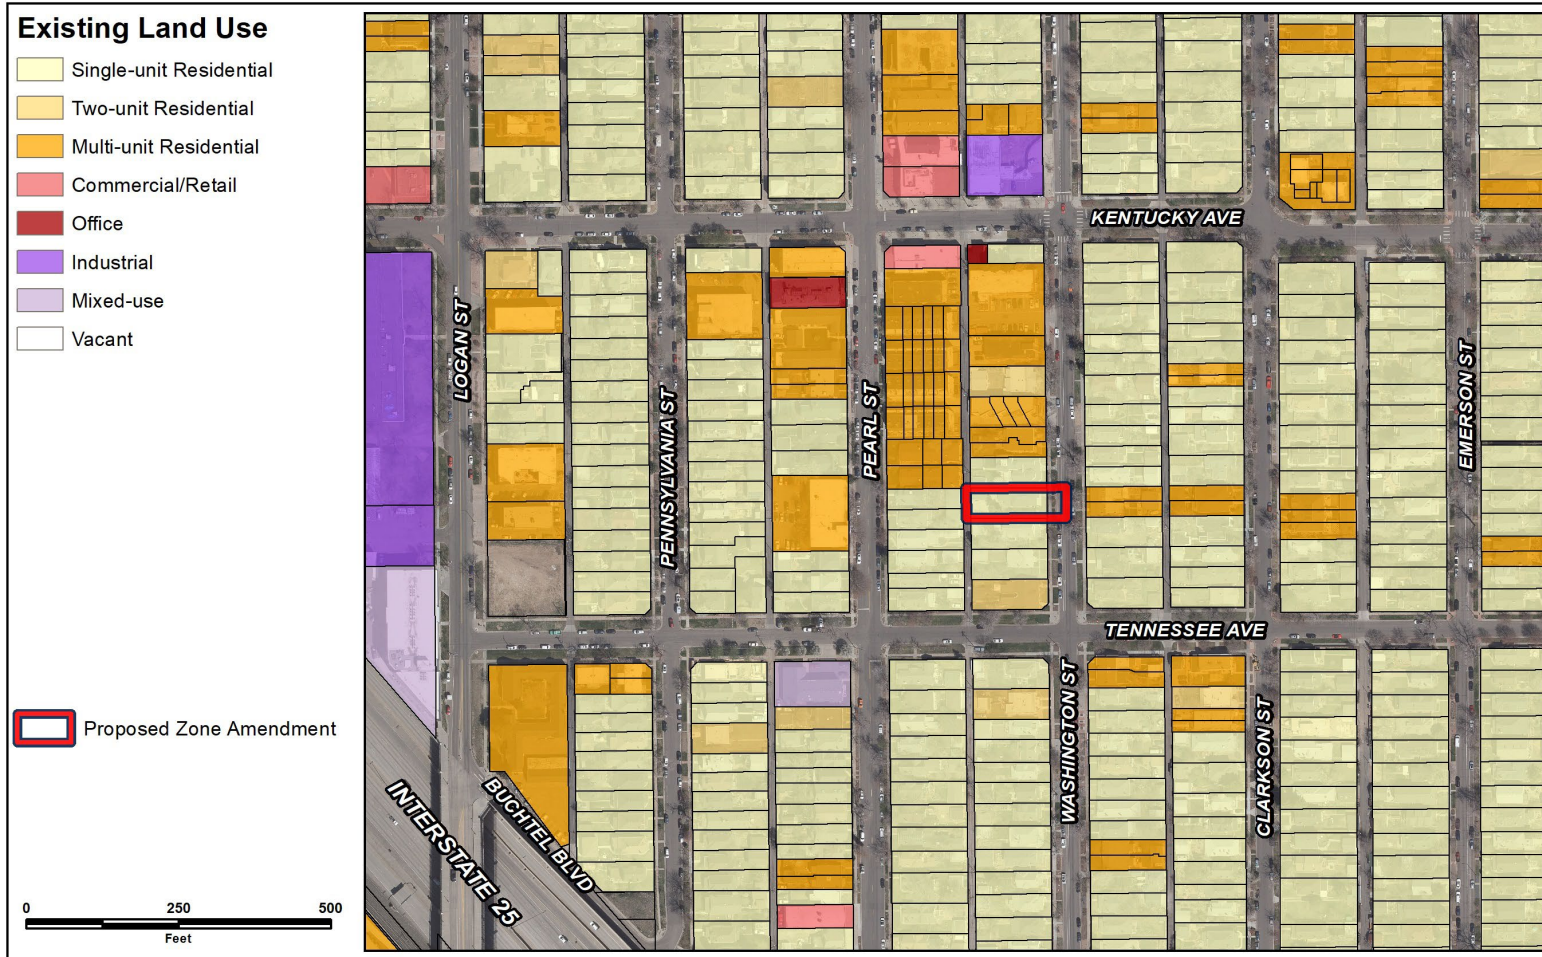 Existing Land Use
Single-unit Residential
Two-unit Residential
Multi-unit Residential
Commercial/Retail
Office
Industrial
Mixed-use
Vacant
Proposed Zone Amendment
0 250 500
Feet
KENTUCKY AVE
LOGAN ST
PENNSYLVANIA ST
PEARL ST
EMERSON ST
TENNESSEE AVE
WASHINGTON ST
CLARKSON ST
BUCHTEL BLVD
INTERSTATE 25